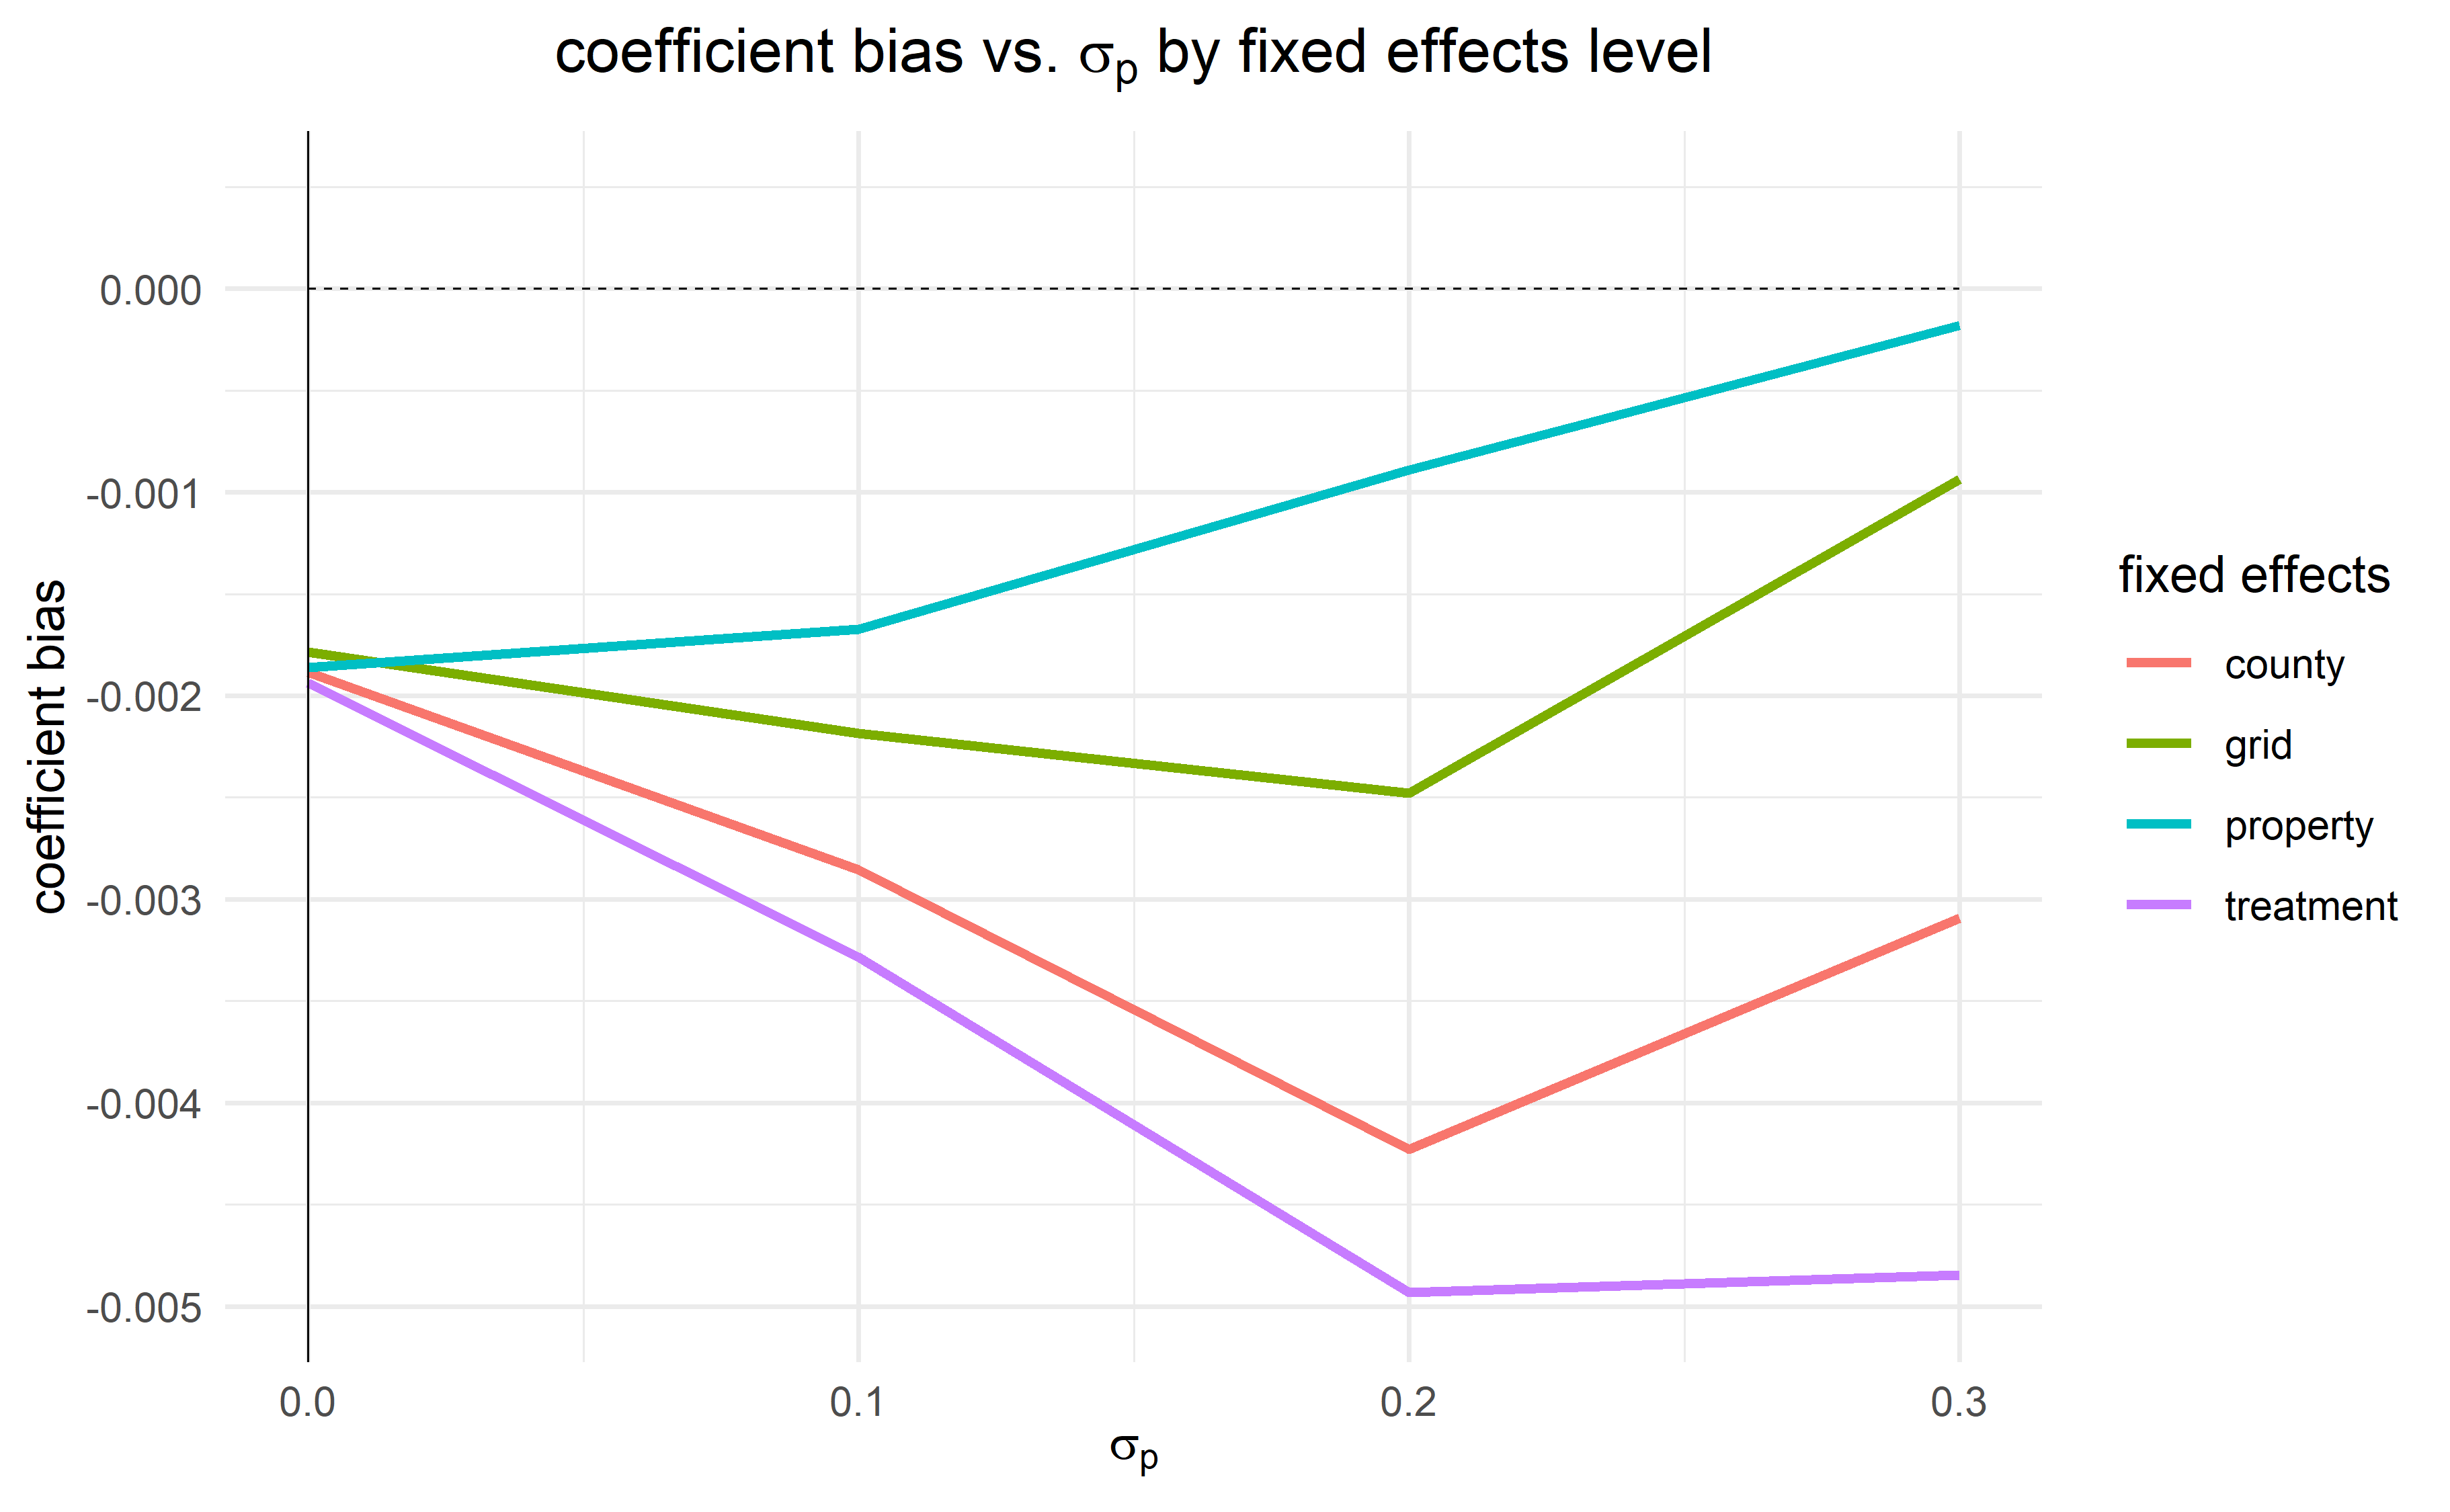 coefficient bias vs. σp by fixed effects level
coefficient bias
0.000
-0.001
-0.002
-0.003
-0.004
-0.005
0.0
0.1
0.2
0.3
σp
fixed effects
county
grid
property
treatment